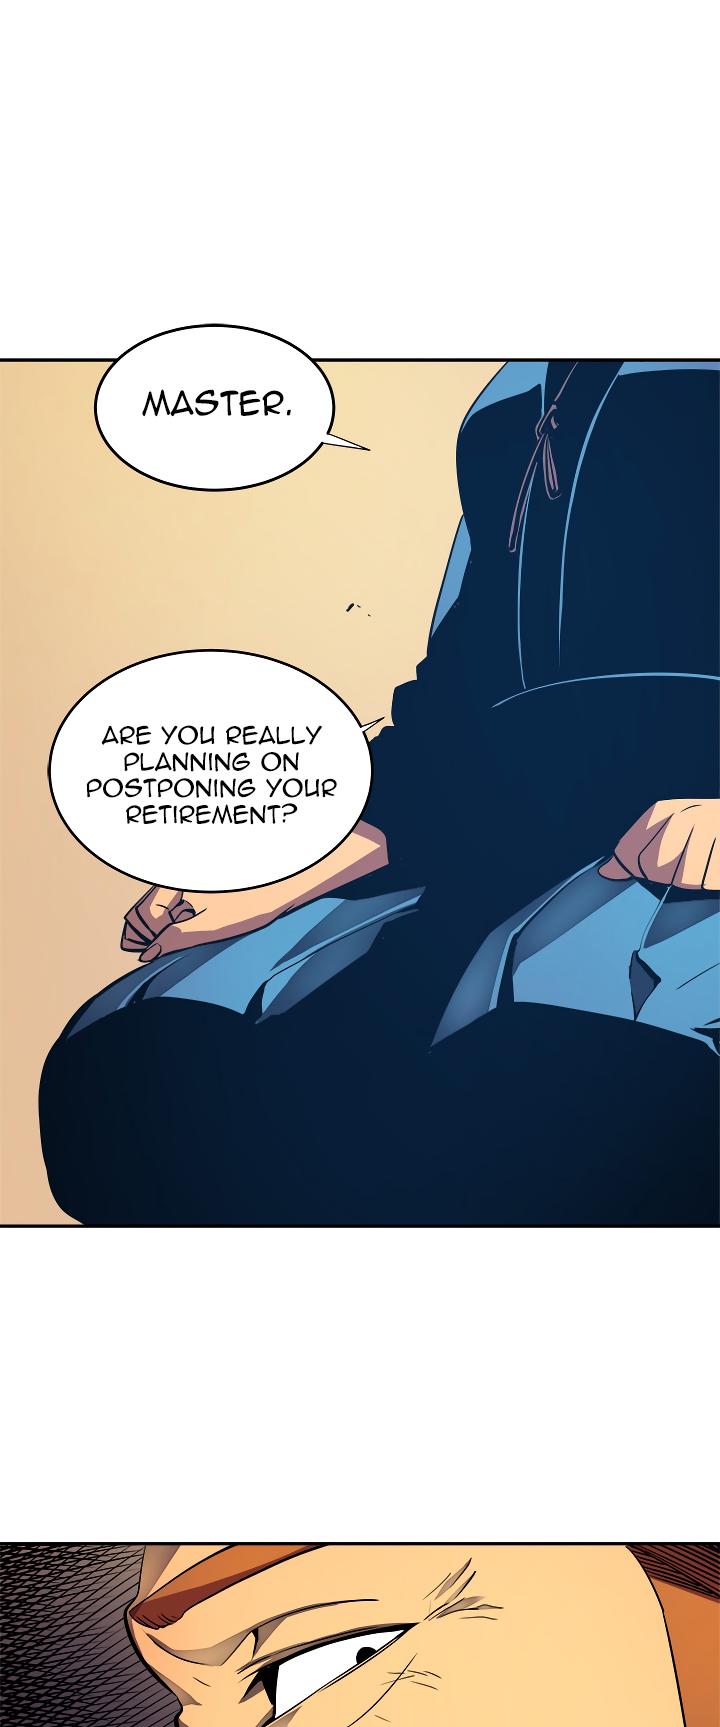 MASTER.
ARE YOU REALLY
PLANNING ON
POSTPONING YOUR
RETIREMENT?